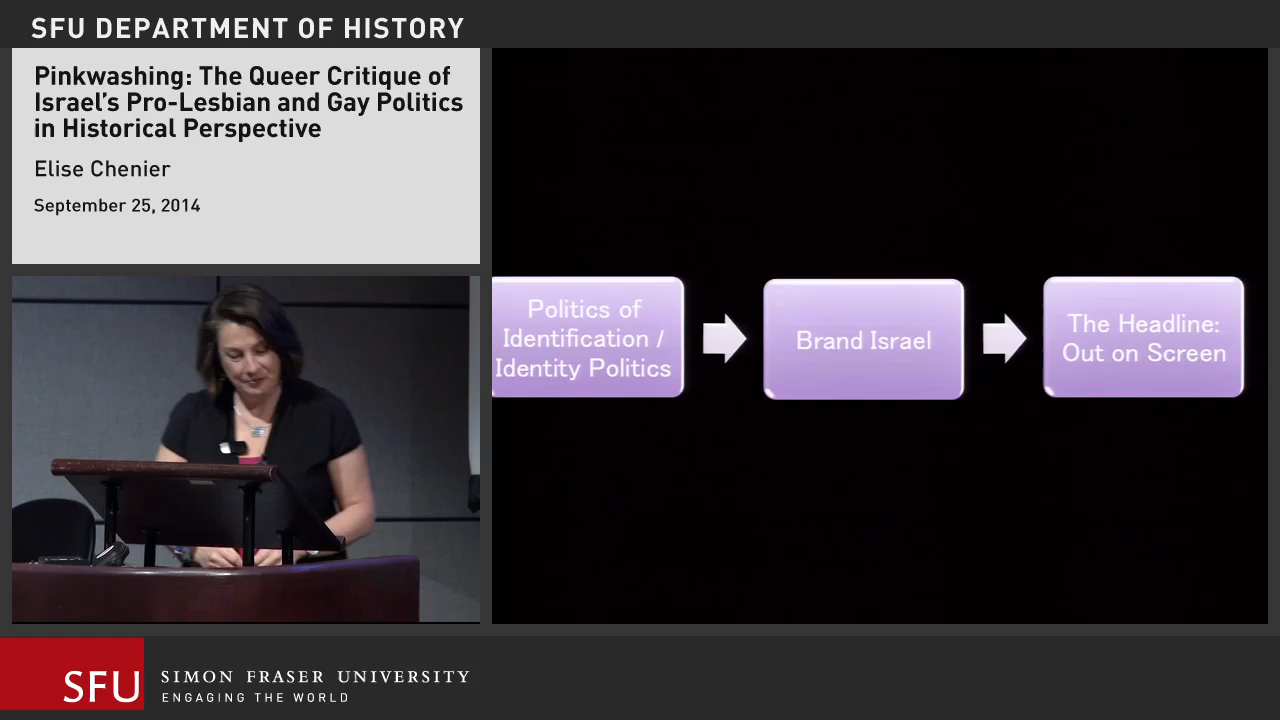 SFU DEPARTMENT OF HISTORY
Pinkwashing: The Queer Critique of
Israel's Pro-Lesbian and Gay Politics
in Historical Perspective
Elise Chenier
September 25, 2014
Politics of
Identification /
Identity Politics
Brand Israel
The Headline:
Out on Screen
SFU
SIMON FRASER UNIVERSITY
ENGAGING THE WORLD